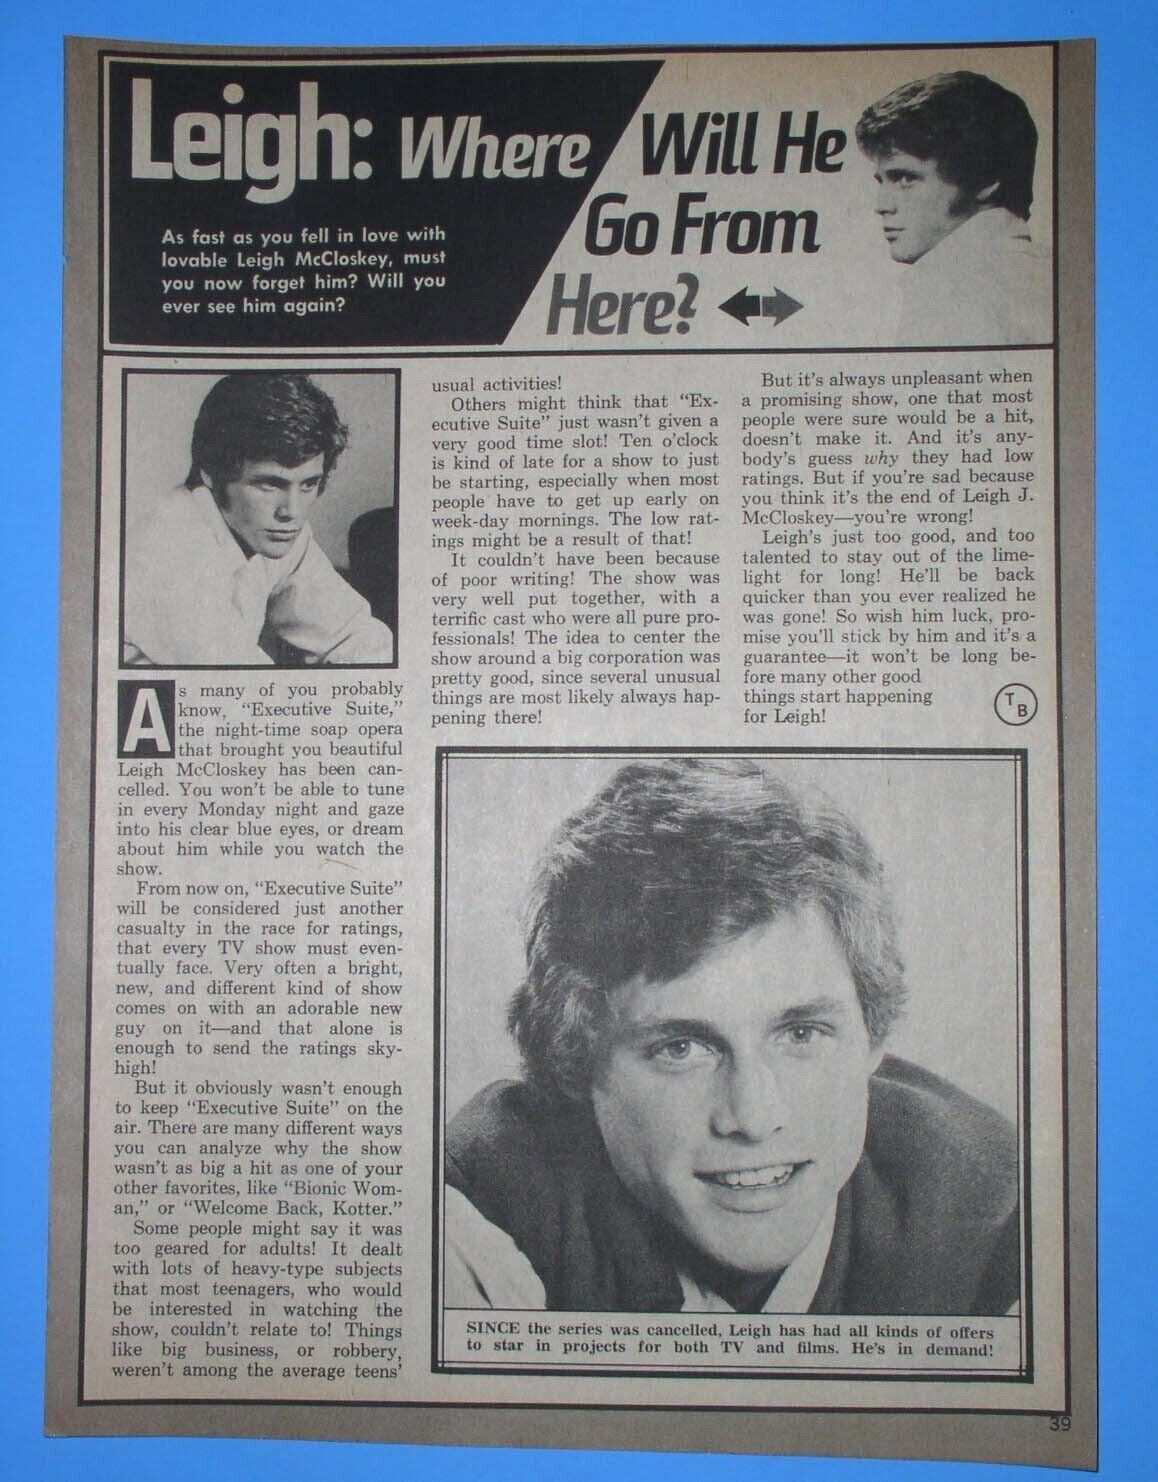 Leigh: Where Will He
Go From
Here?
As fast as you fell in love with
lovable Leigh McCloskey, must
you now forget him? Will you
ever see him again?
As many of you probably
know, "Executive Suite,"
the night-time soap opera
that brought you beautiful
Leigh McCloskey has been can-
celled. You won't be able to tune
in every Monday night and gaze
into his clear blue eyes, or dream
about him while you watch the
show.
From now on, "Executive Suite"
will be considered just another
casualty in the race for ratings,
that every TV show must even-
tually face. Very often a bright,
new, and different kind of show
comes on with an adorable new
guy on it—and that alone is
enough to send the ratings sky-
high!
But it obviously wasn't enough
to keep "Executive Suite" on the
air. There are many different ways
you can analyze why the show
wasn't as big a hit as one of your
other favorites, like "Bionic Wom-
an," or "Welcome Back, Kotter."
Some people might say it was
too geared for adults! It dealt
with lots of heavy-type subjects
that most teenagers, who would
be interested in watching the
show, couldn't relate to! Things
like big business, or robbery,
weren't among the average teens'
usual activities!
Others might think that "Ex-
ecutive Suite" just wasn't given a
very good time slot! Ten o'clock
is kind of late for a show to just
be starting, especially when most
people have to get up early on
week-day mornings. The low rat-
ings might be a result of that!
It couldn't have been because
of poor writing! The show was
very well put together, with a
terrific cast who were all pure pro-
fessionals! The idea to center the
show around a big corporation was
pretty good, since several unusual
things are most likely always hap-
pening there!
But it's always unpleasant when
a promising show, one that most
people were sure would be a hit,
doesn't make it. And it's any-
body's guess why they had low
ratings. But if you're sad because
you think it's the end of Leigh J.
McCloskey—you're wrong!
Leigh's just too good, and too
talented to stay out of the lime-
light for long! He'll be back
quicker than you ever realized he
was gone! So wish him luck, pro-
mise you'll stick by him and it's a
guarantee—it won't be long be-
fore many other good
things start happening
for Leigh!
TB
SINCE the series was cancelled, Leigh has had all kinds of offers
to star in projects for both TV and films. He's in demand!
39